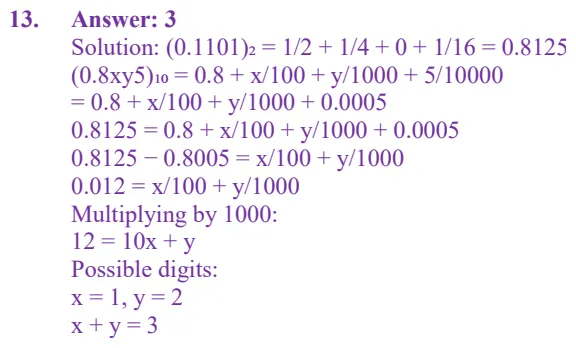 13. Answer: 3
Solution: (0.1101)₂ = 1/2 + 1/4 + 0 + 1/16 = 0.8125
(0.8xy5)₁₀ = 0.8 + x/100 + y/1000 + 5/10000
= 0.8 + x/100 + y/1000 + 0.0005
0.8125 = 0.8 + x/100 + y/1000 + 0.0005
0.8125 − 0.8005 = x/100 + y/1000
0.012 = x/100 + y/1000
Multiplying by 1000:
12 = 10x + y
Possible digits:
x = 1, y = 2
x + y = 3